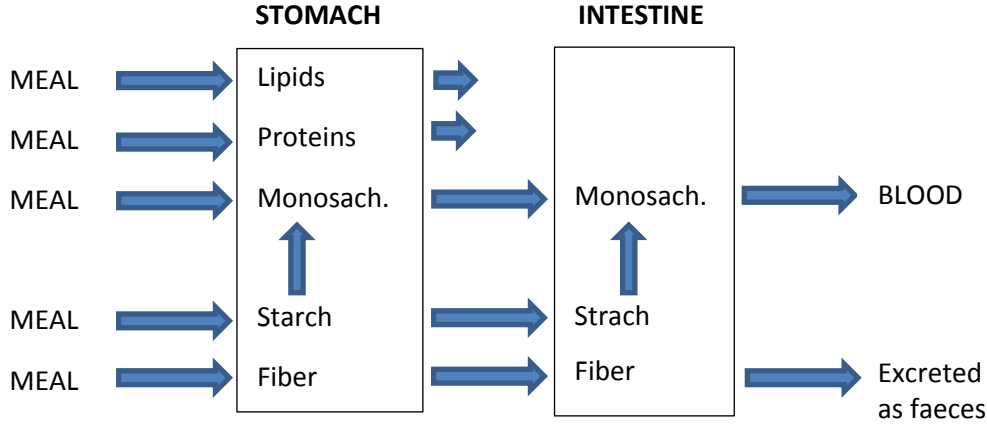 STOMACH INTESTINE
MEAL Lipids
MEAL Proteins
MEAL Monosach. Monosach. BLOOD
MEAL Starch Strach
MEAL Fiber Fiber Excreted
as faeces